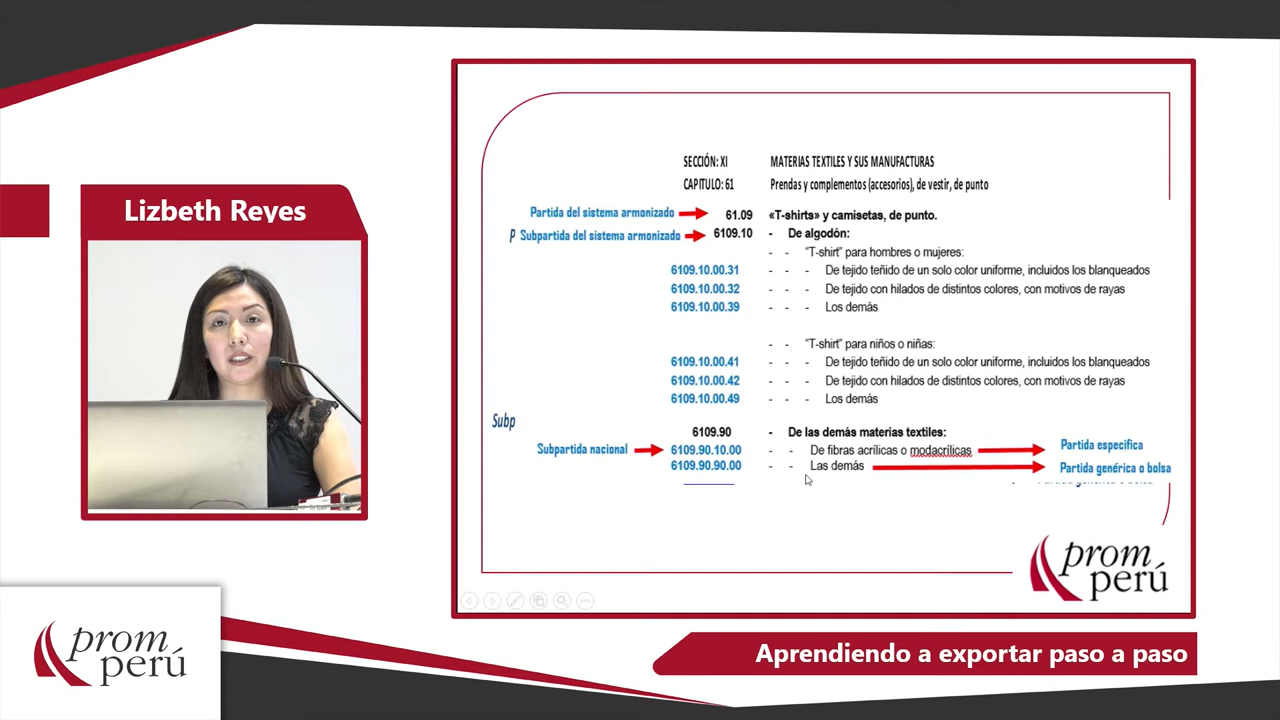 Lizbeth Reyes
SECCIÓN: XI MATERIAS TEXTILES Y SUS MANUFACTURAS
CAPITULO: 61 Prendas y complementos (accesorios), de vestir, de punto
Partida del sistema armonizado 61.09 «T-shirts» y camisetas, de punto.
P Subpartida del sistema armonizado 6109.10 - De algodón:
- - "T-shirt" para hombres o mujeres:
6109.10.00.31 - - - De tejido teñido de un solo color uniforme, incluidos los blanqueados
6109.10.00.32 - - - De tejido con hilados de distintos colores, con motivos de rayas
6109.10.00.39 - - - Los demás
- - "T-shirt" para niños o niñas:
6109.10.00.41 - - - De tejido teñido de un solo color uniforme, incluidos los blanqueados
6109.10.00.42 - - - De tejido con hilados de distintos colores, con motivos de rayas
6109.10.00.49 - - - Los demás
Subp
6109.90 - De las demás materias textiles:
Subpartida nacional 6109.90.10.00 - - De fibras acrílicas o modacrílicas Partida especifica
6109.90.90.00 - - Las demás Partida genérica o bolsa
prom
perú
Aprendiendo a exportar paso a paso
prom
perú